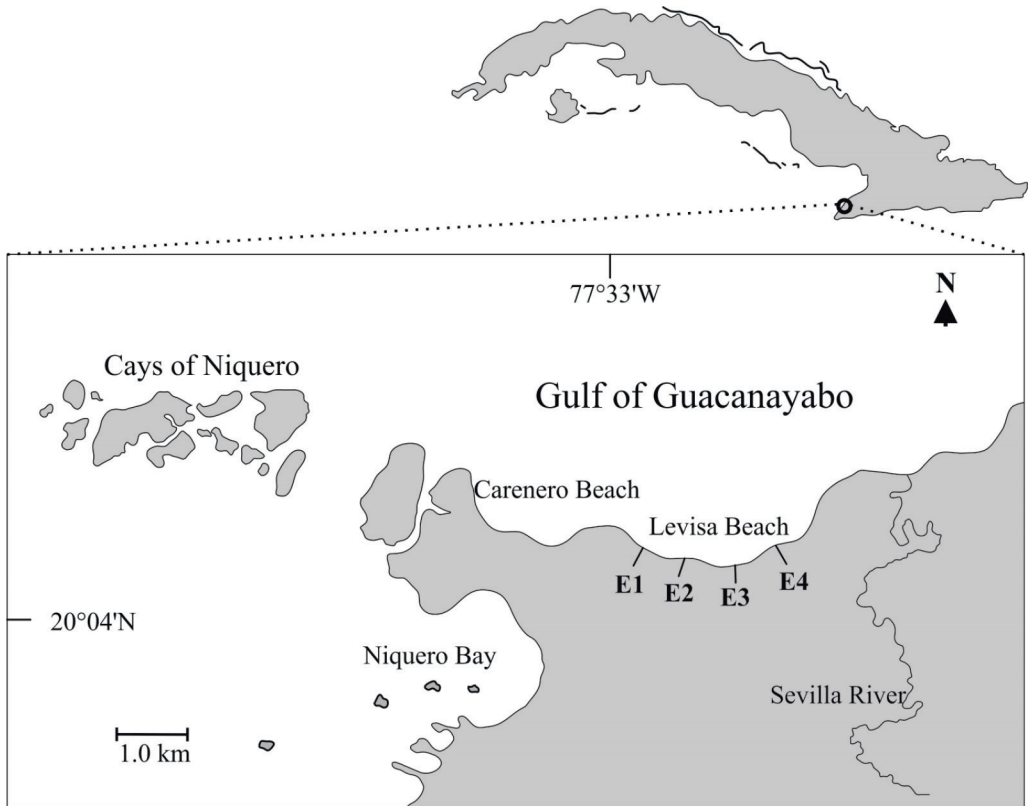 77°33'W
N
Cays of Niquero
Gulf of Guacanayabo
Carenero Beach
Levisa Beach
E1
E2
E3
E4
20°04'N
Niquero Bay
Sevilla River
1.0 km